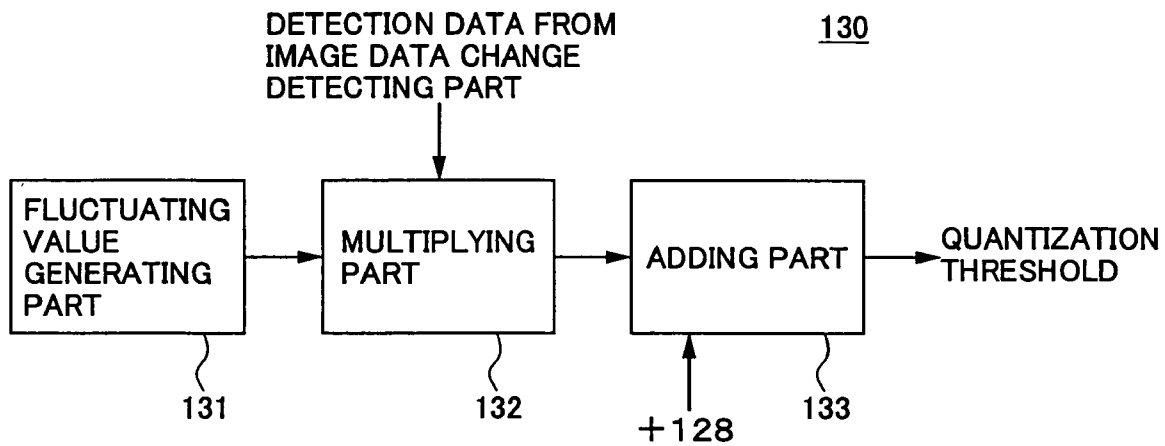 DETECTION DATA FROM
IMAGE DATA CHANGE
DETECTING PART
130
FLUCTUATING
VALUE
GENERATING
PART
MULTIPLYING
PART
ADDING PART
QUANTIZATION
THRESHOLD
131
132
133
+128